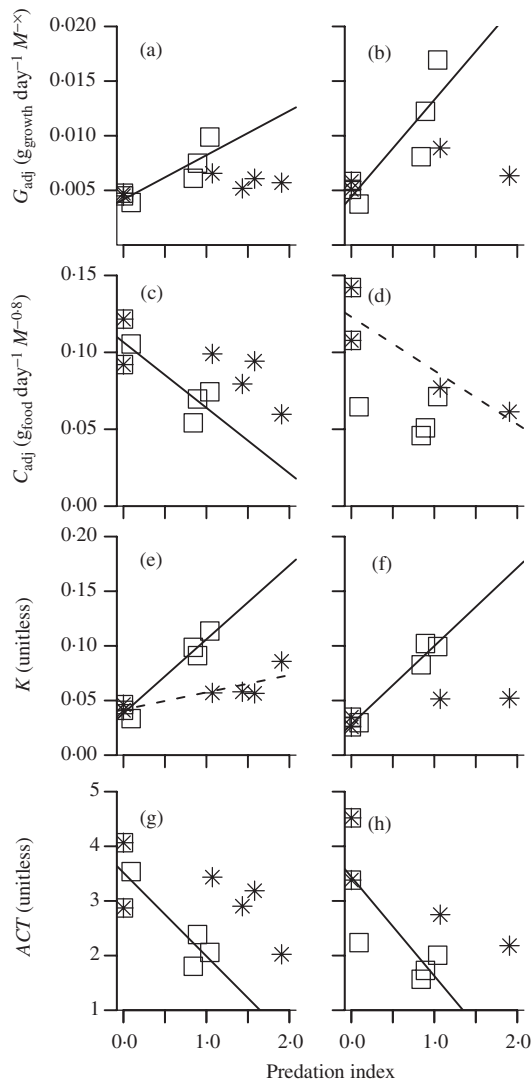 G_adj (g_growth day⁻¹ M⁻ˣ)
0·020
0·015
0·010
0·005
(a)
(b)
C_adj (g_food day⁻¹ M⁻⁰·⁸)
0·15
0·10
0·05
0·00
(c)
(d)
K (unitless)
0·20
0·15
0·10
0·05
0·00
(e)
(f)
ACT (unitless)
5
4
3
2
1
(g)
(h)
0·0 1·0 2·0 0·0 1·0 2·0
Predation index